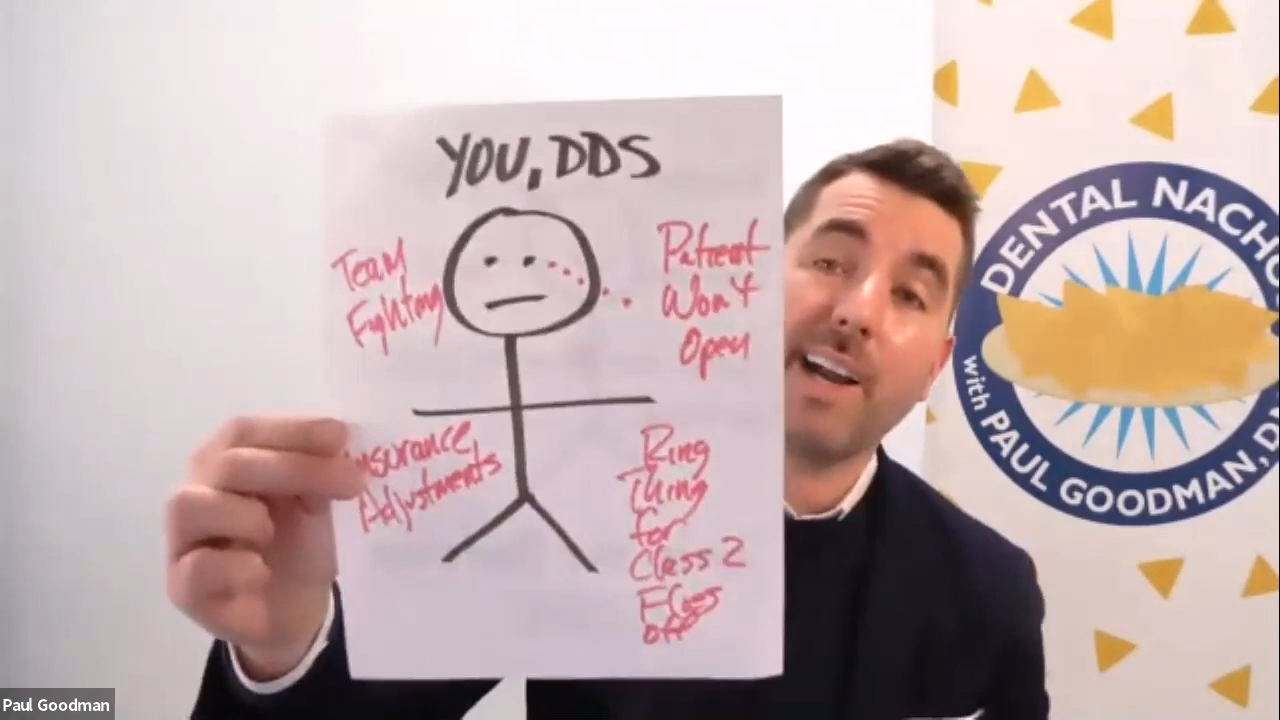 YOU, DDS
Team
Fighting
Patient
Won't
Open
Insurance
Adjustments
Ring
Thing
for
Class 2
Flies
off
DENTAL NACHO
with PAUL GOODMAN, D
Paul Goodman